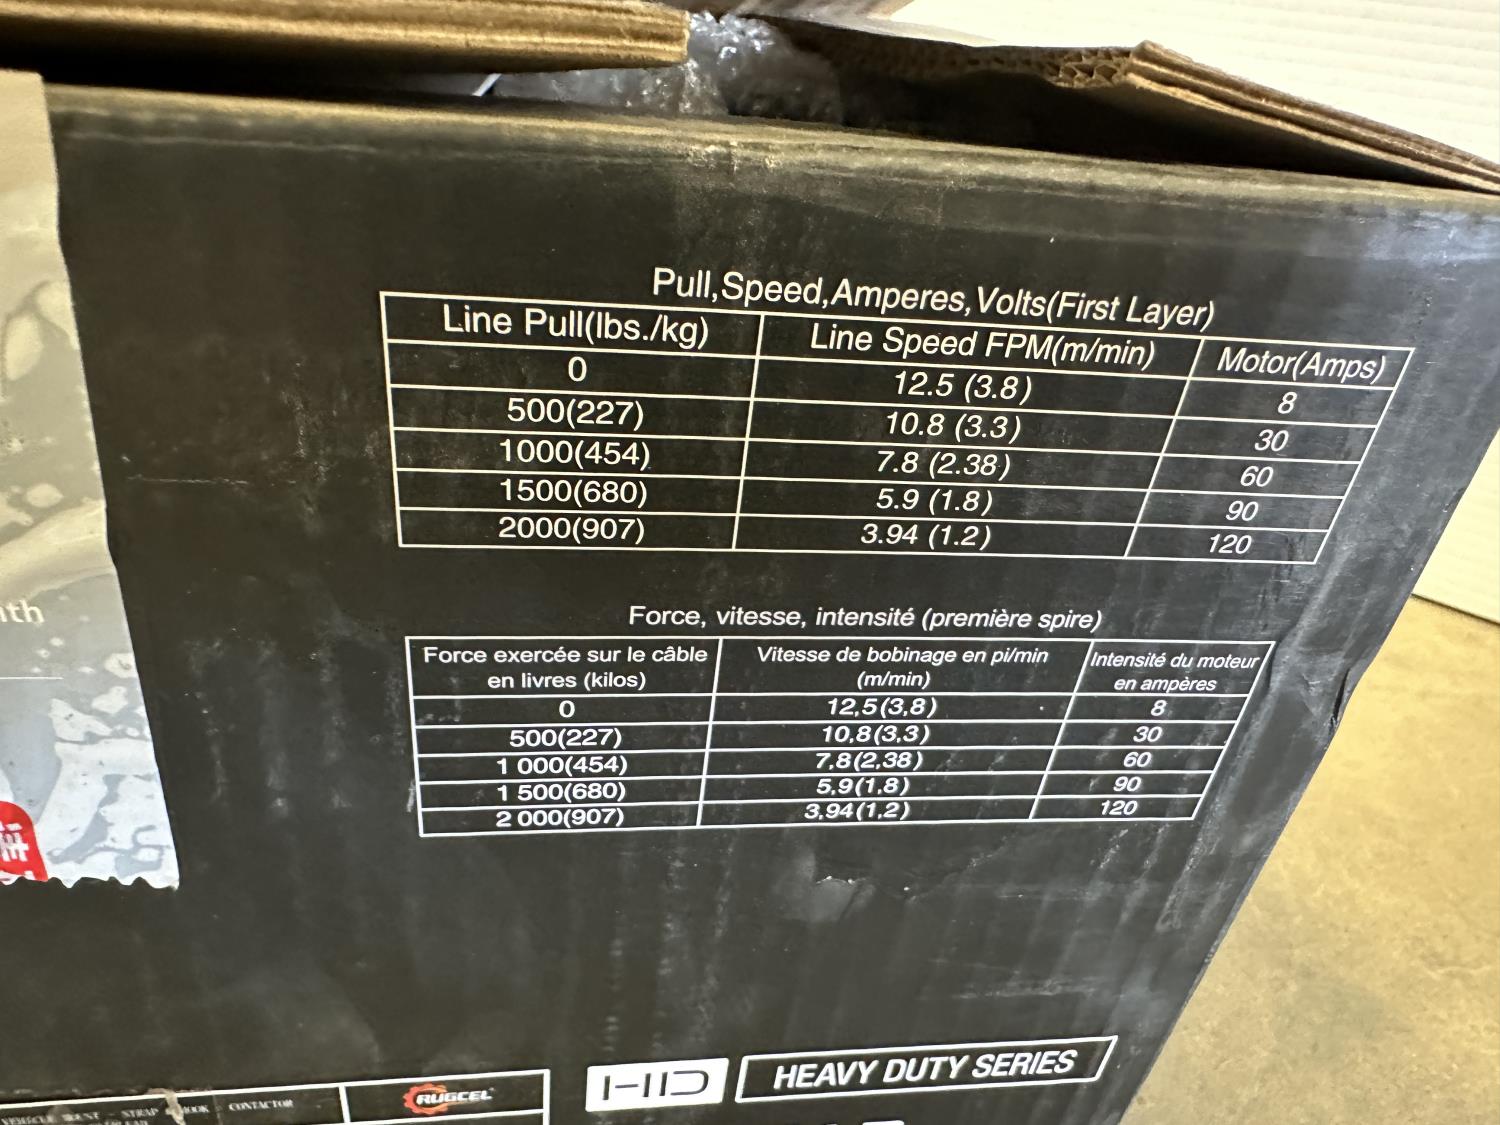 Pull,Speed,Amperes,Volts(First Layer)
Line Pull(lbs./kg) Line Speed FPM(m/min) Motor(Amps)
0 12.5 (3.8) 8
500(227) 10.8 (3.3) 30
1000(454) 7.8 (2.38) 60
1500(680) 5.9 (1.8) 90
2000(907) 3.94 (1.2) 120
Force, vitesse, intensité (première spire)
Force exercée sur le câble en livres (kilos) Vitesse de bobinage en pi/min (m/min) Intensité du moteur en ampères
0 12,5(3,8) 8
500(227) 10,8(3,3) 30
1 000(454) 7,8(2,38) 60
1 500(680) 5,9(1.8) 90
2 000(907) 3,94(1,2) 120
HD HEAVY DUTY SERIES
RUGCEL
STRAP HOOK CONTACTOR